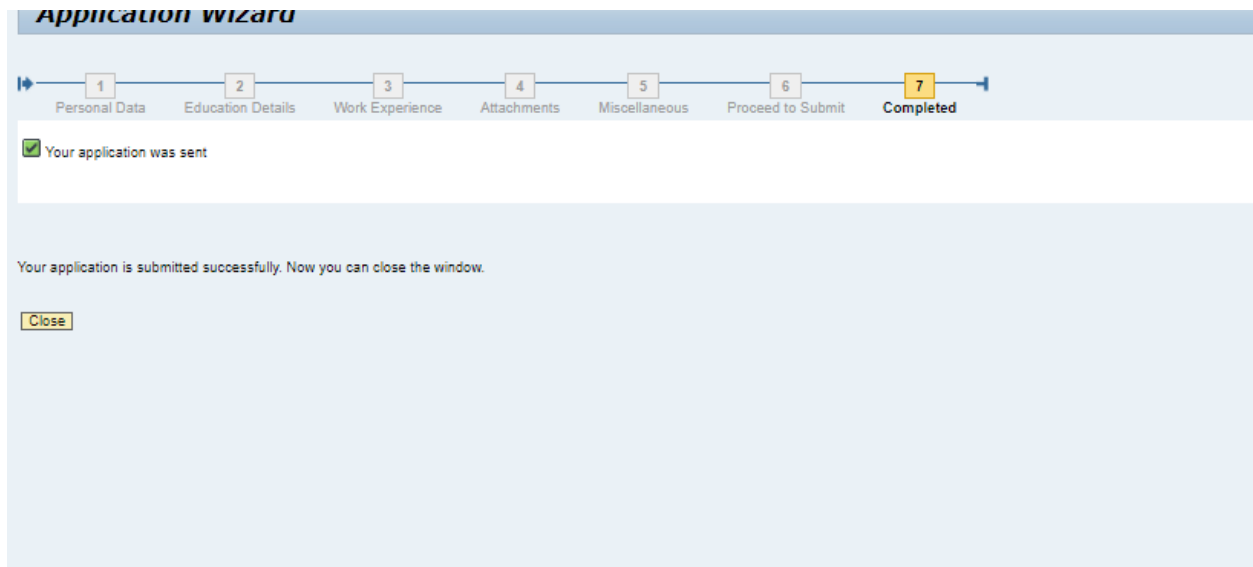 Application Wizard
1 2 3 4 5 6 7
Personal Data Education Details Work Experience Attachments Miscellaneous Proceed to Submit Completed
Your application was sent
Your application is submitted successfully. Now you can close the window.
Close